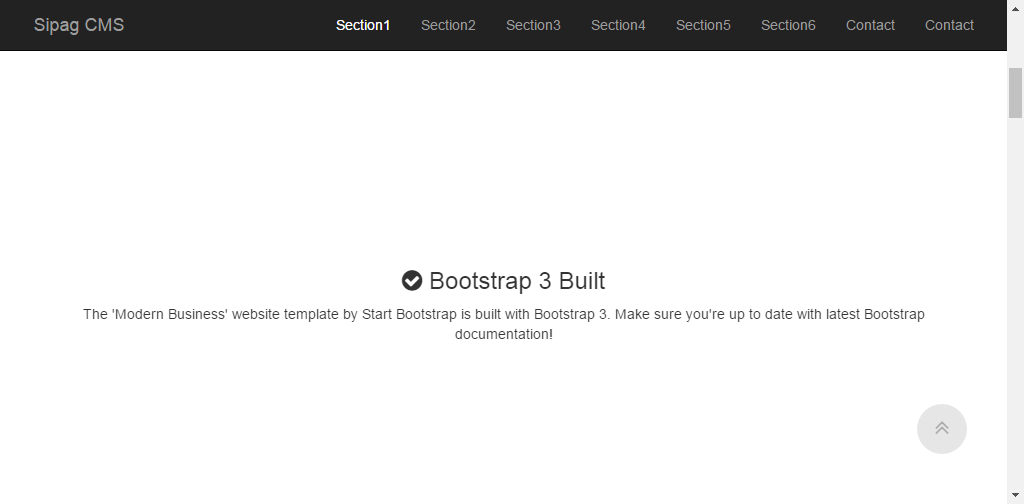 Sipag CMS Section1 Section2 Section3 Section4 Section5 Section6 Contact Contact
Bootstrap 3 Built
The 'Modern Business' website template by Start Bootstrap is built with Bootstrap 3. Make sure you're up to date with latest Bootstrap
documentation!